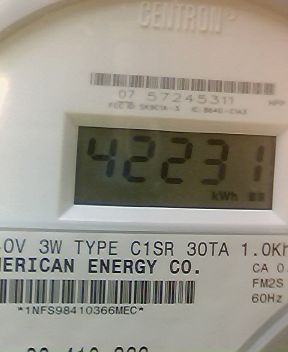 CENTRON
07 57245311
42231
kWh
0V 3W TYPE C1SR 30TA 1.0Kh
MERICAN ENERGY CO.
CA 0.
FM2S
60Hz
*1NFS98410366MEC*